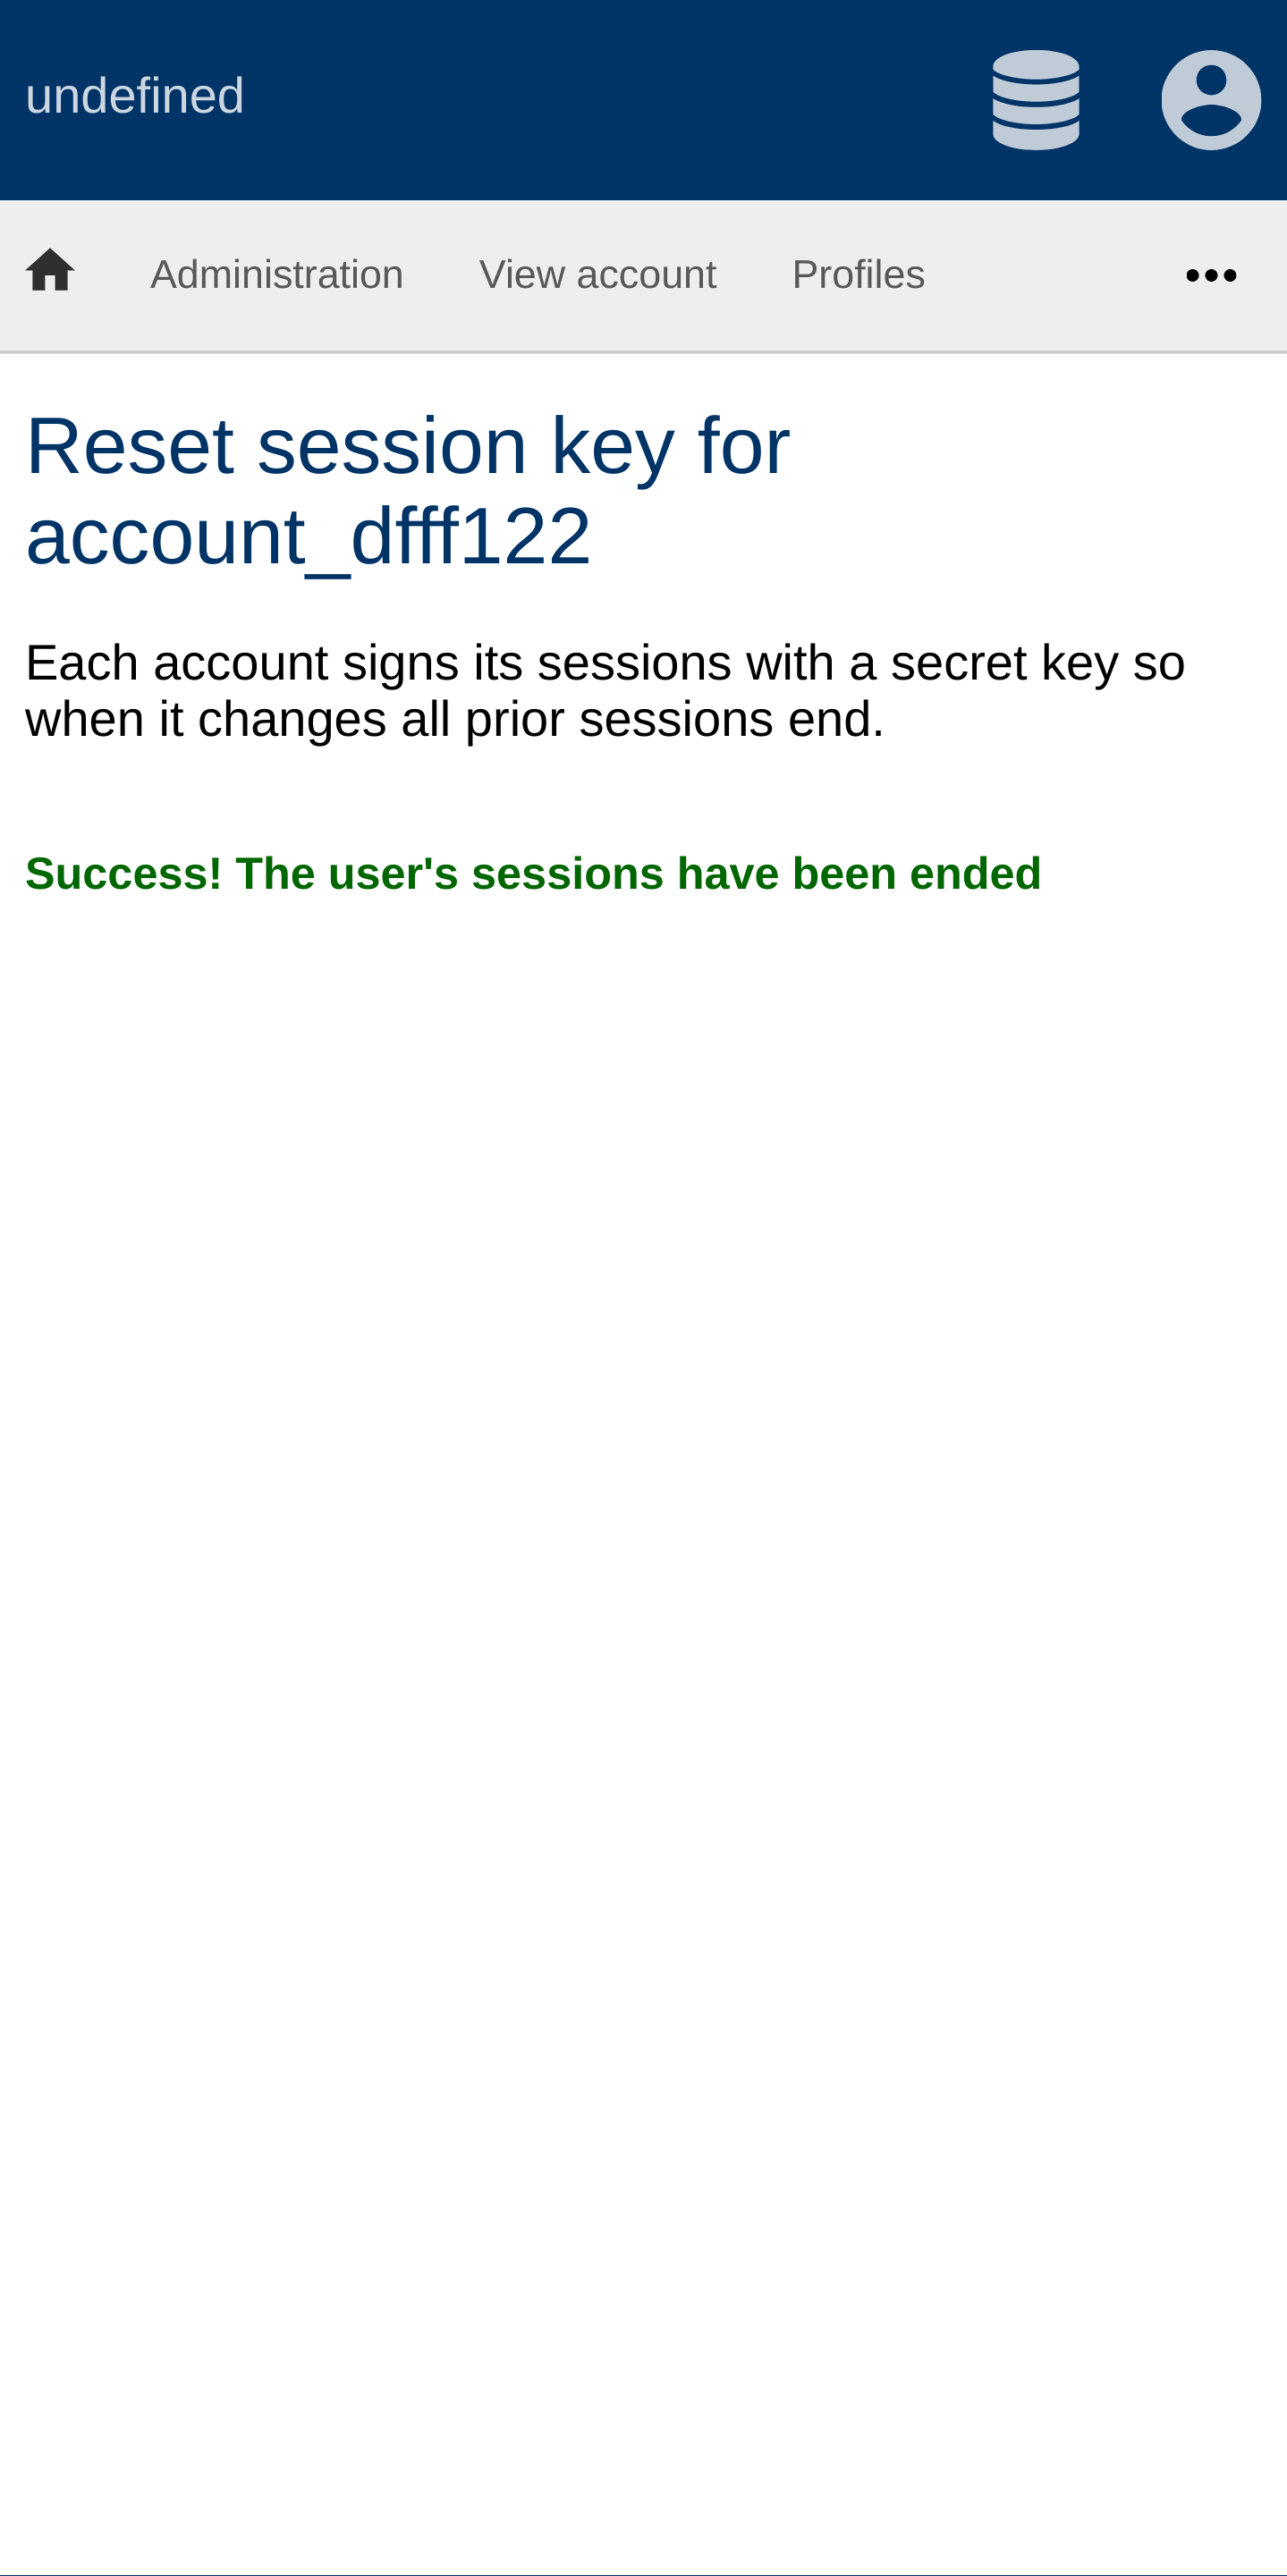 undefined
Administration View account Profiles
Reset session key for
account_dfff122
Each account signs its sessions with a secret key so
when it changes all prior sessions end.
Success! The user's sessions have been ended